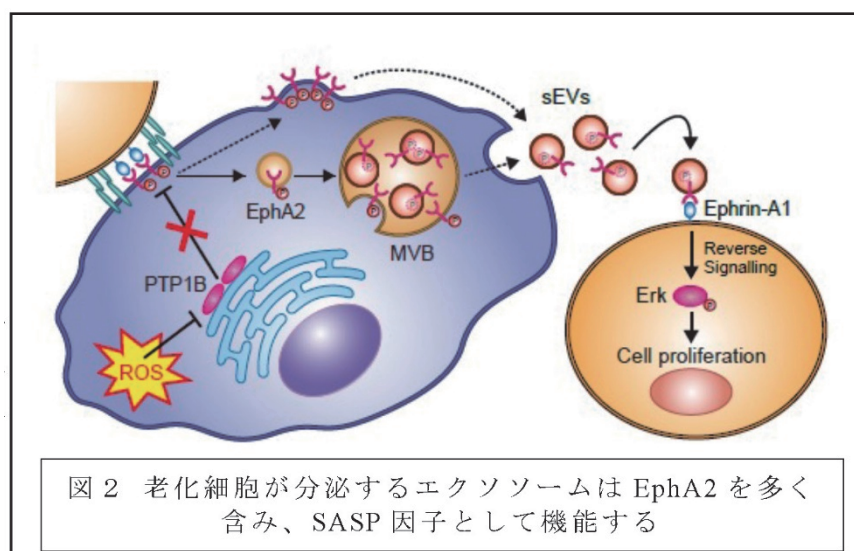 sEVs
EphA2
MVB
PTP1B
ROS
Ephrin-A1
Reverse
Signalling
Erk
Cell proliferation
P
図2 老化細胞が分泌するエクソソームは EphA2 を多く
含み、SASP 因子として機能する